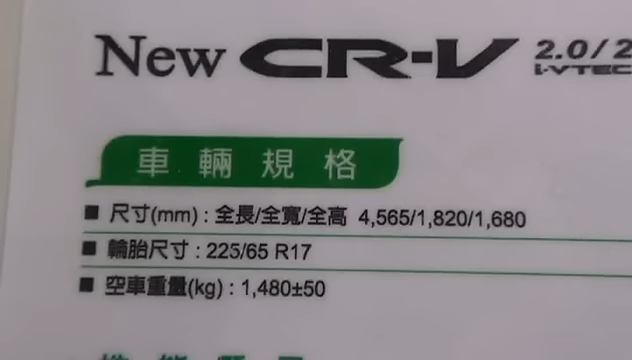 New CR-V 2.0/2
i-VTEC
車輛規格
■ 尺寸(mm) : 全長/全寬/全高 4,565/1,820/1,680
■ 輪胎尺寸 : 225/65 R17
■ 空車重量(kg) : 1,480±50